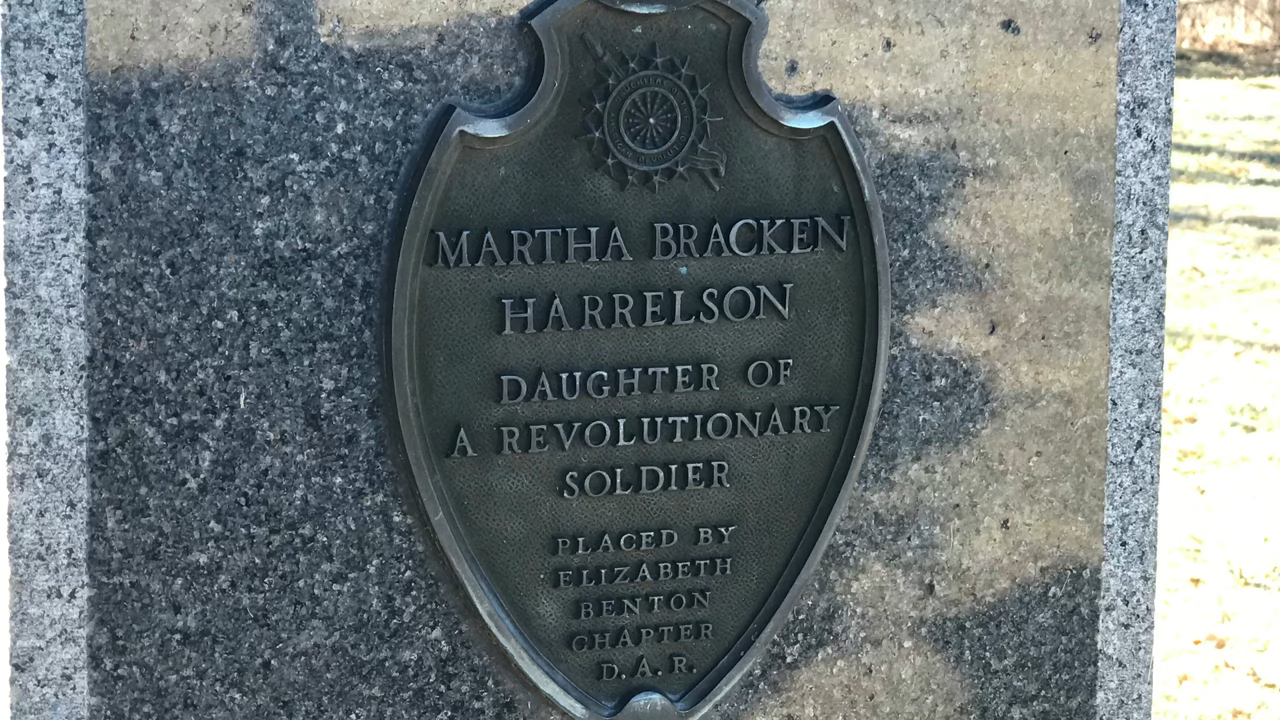 MARTHA BRACKEN
HARRELSON
DAUGHTER OF
A REVOLUTIONARY
SOLDIER
PLACED BY
ELIZABETH
BENTON
CHAPTER
D.A.R.